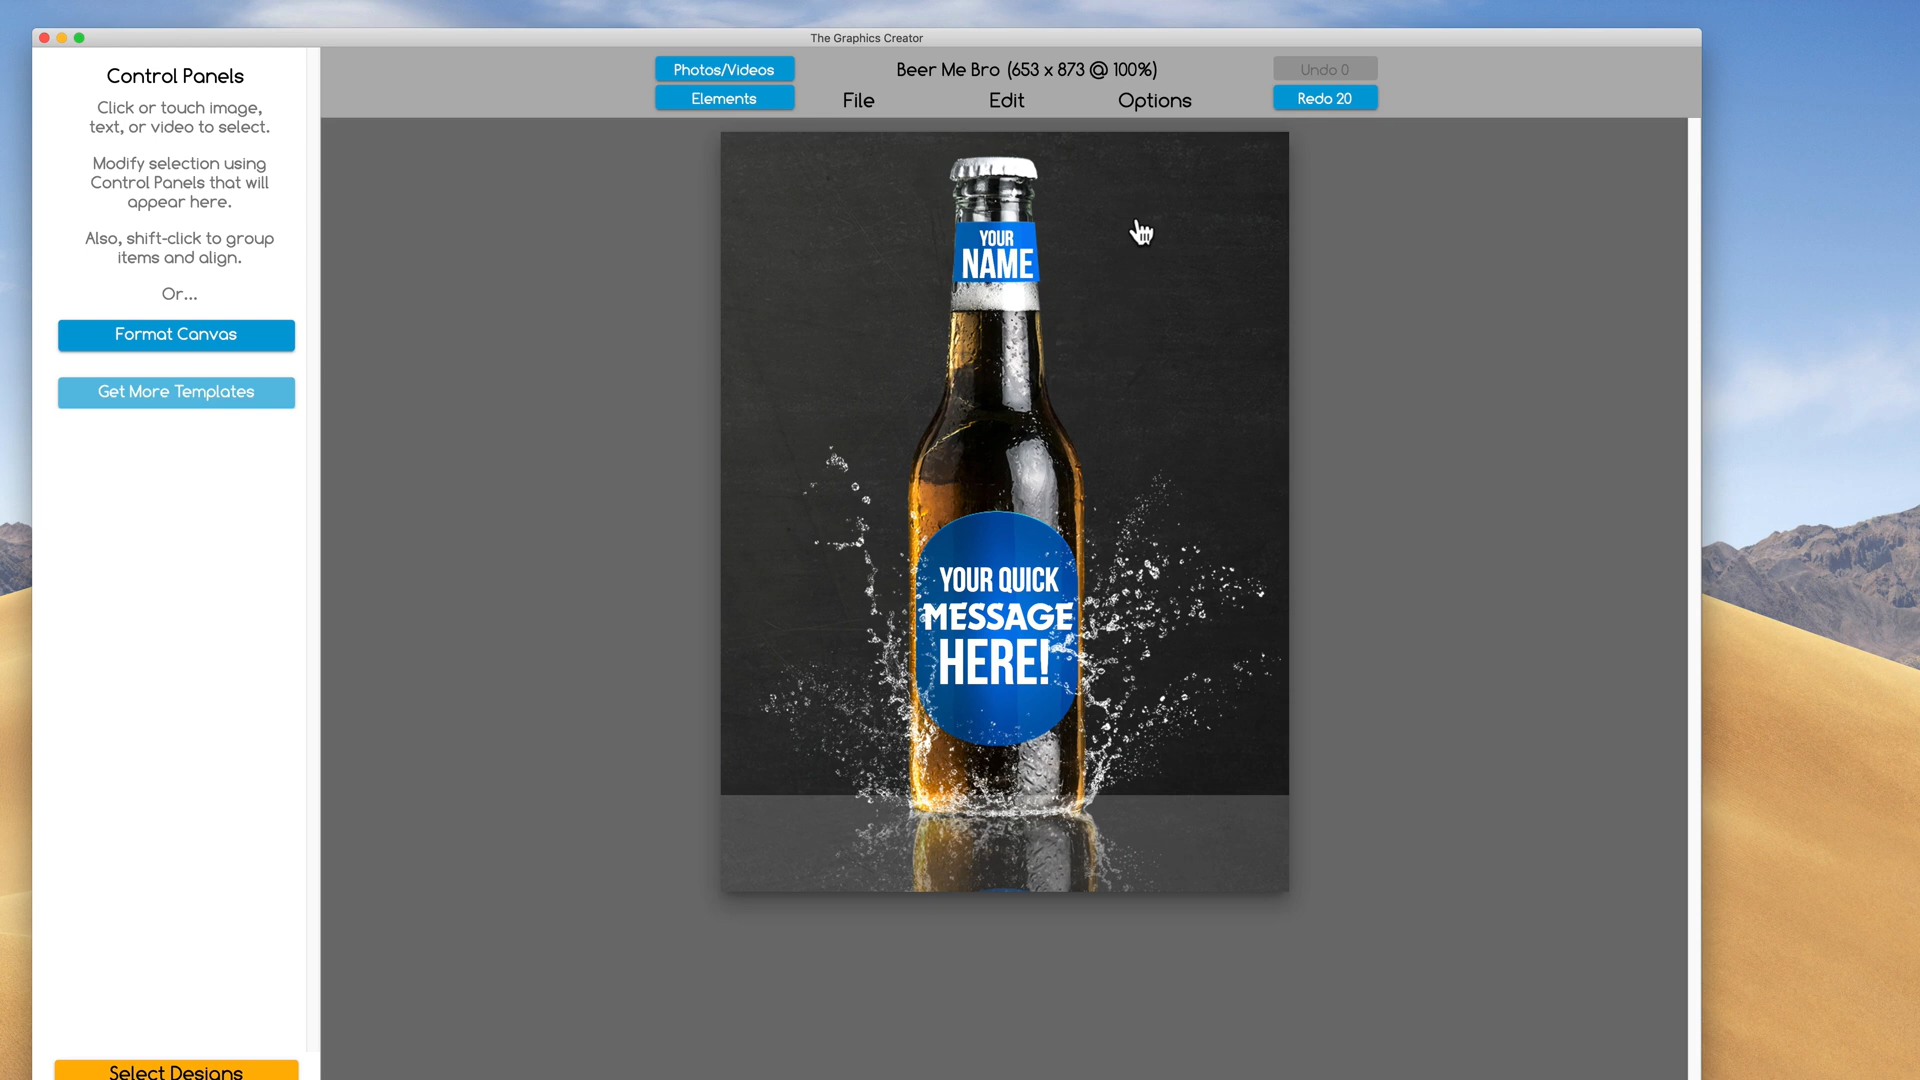 The Graphics Creator
Control Panels
Click or touch image,
text, or video to select.
Modify selection using
Control Panels that will
appear here.
Also, shift-click to group
items and align.
Or...
Format Canvas
Get More Templates
Select Designs
Photos/Videos
Elements
Beer Me Bro (653 x 873 @ 100%)
File
Edit
Options
Undo 0
Redo 20
YOUR
NAME
YOUR QUICK
MESSAGE
HERE!